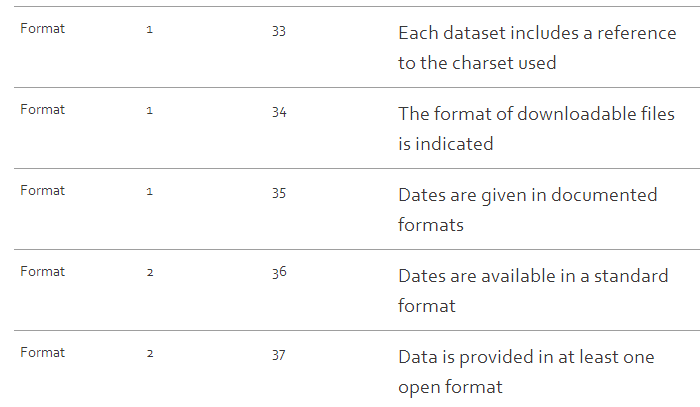 Format 1 33 Each dataset includes a reference
to the charset used
Format 1 34 The format of downloadable files
is indicated
Format 1 35 Dates are given in documented
formats
Format 2 36 Dates are available in a standard
format
Format 2 37 Data is provided in at least one
open format